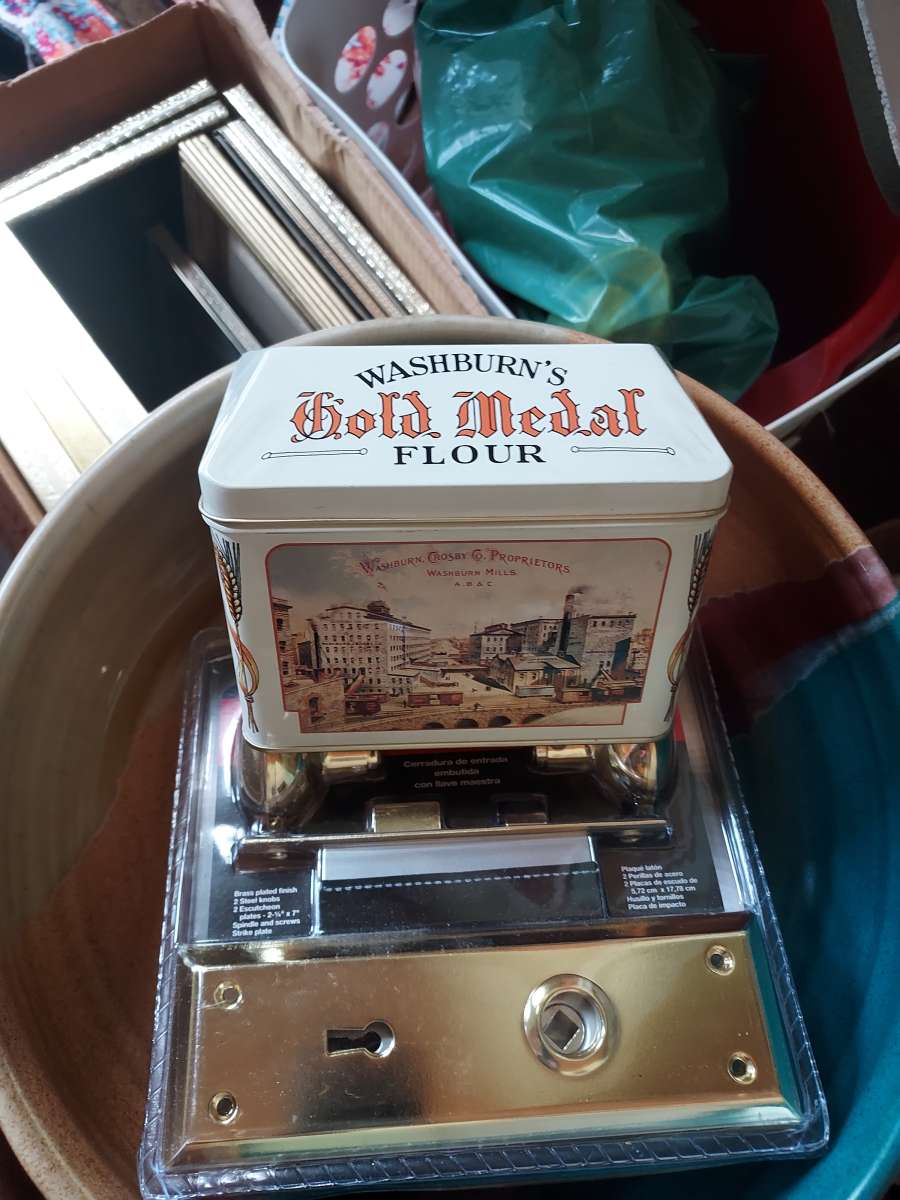 WASHBURN'S
Gold Medal
FLOUR
WASHBURN, CROSBY CO. PROPRIETORS.
WASHBURN MILLS.
A. B & C
Cerradura de entrada
embutida
con llave maestra
Brass plated finish
2 Steel knobs
2 Escutcheon
plates - 2-¼" x 7"
Spindle and screws
Strike plate
Plaqué latón
2 Perillas de acero
2 Placas de escudo de
5,72 cm x 17,78 cm
Husillo y tornillos
Placa de impacto